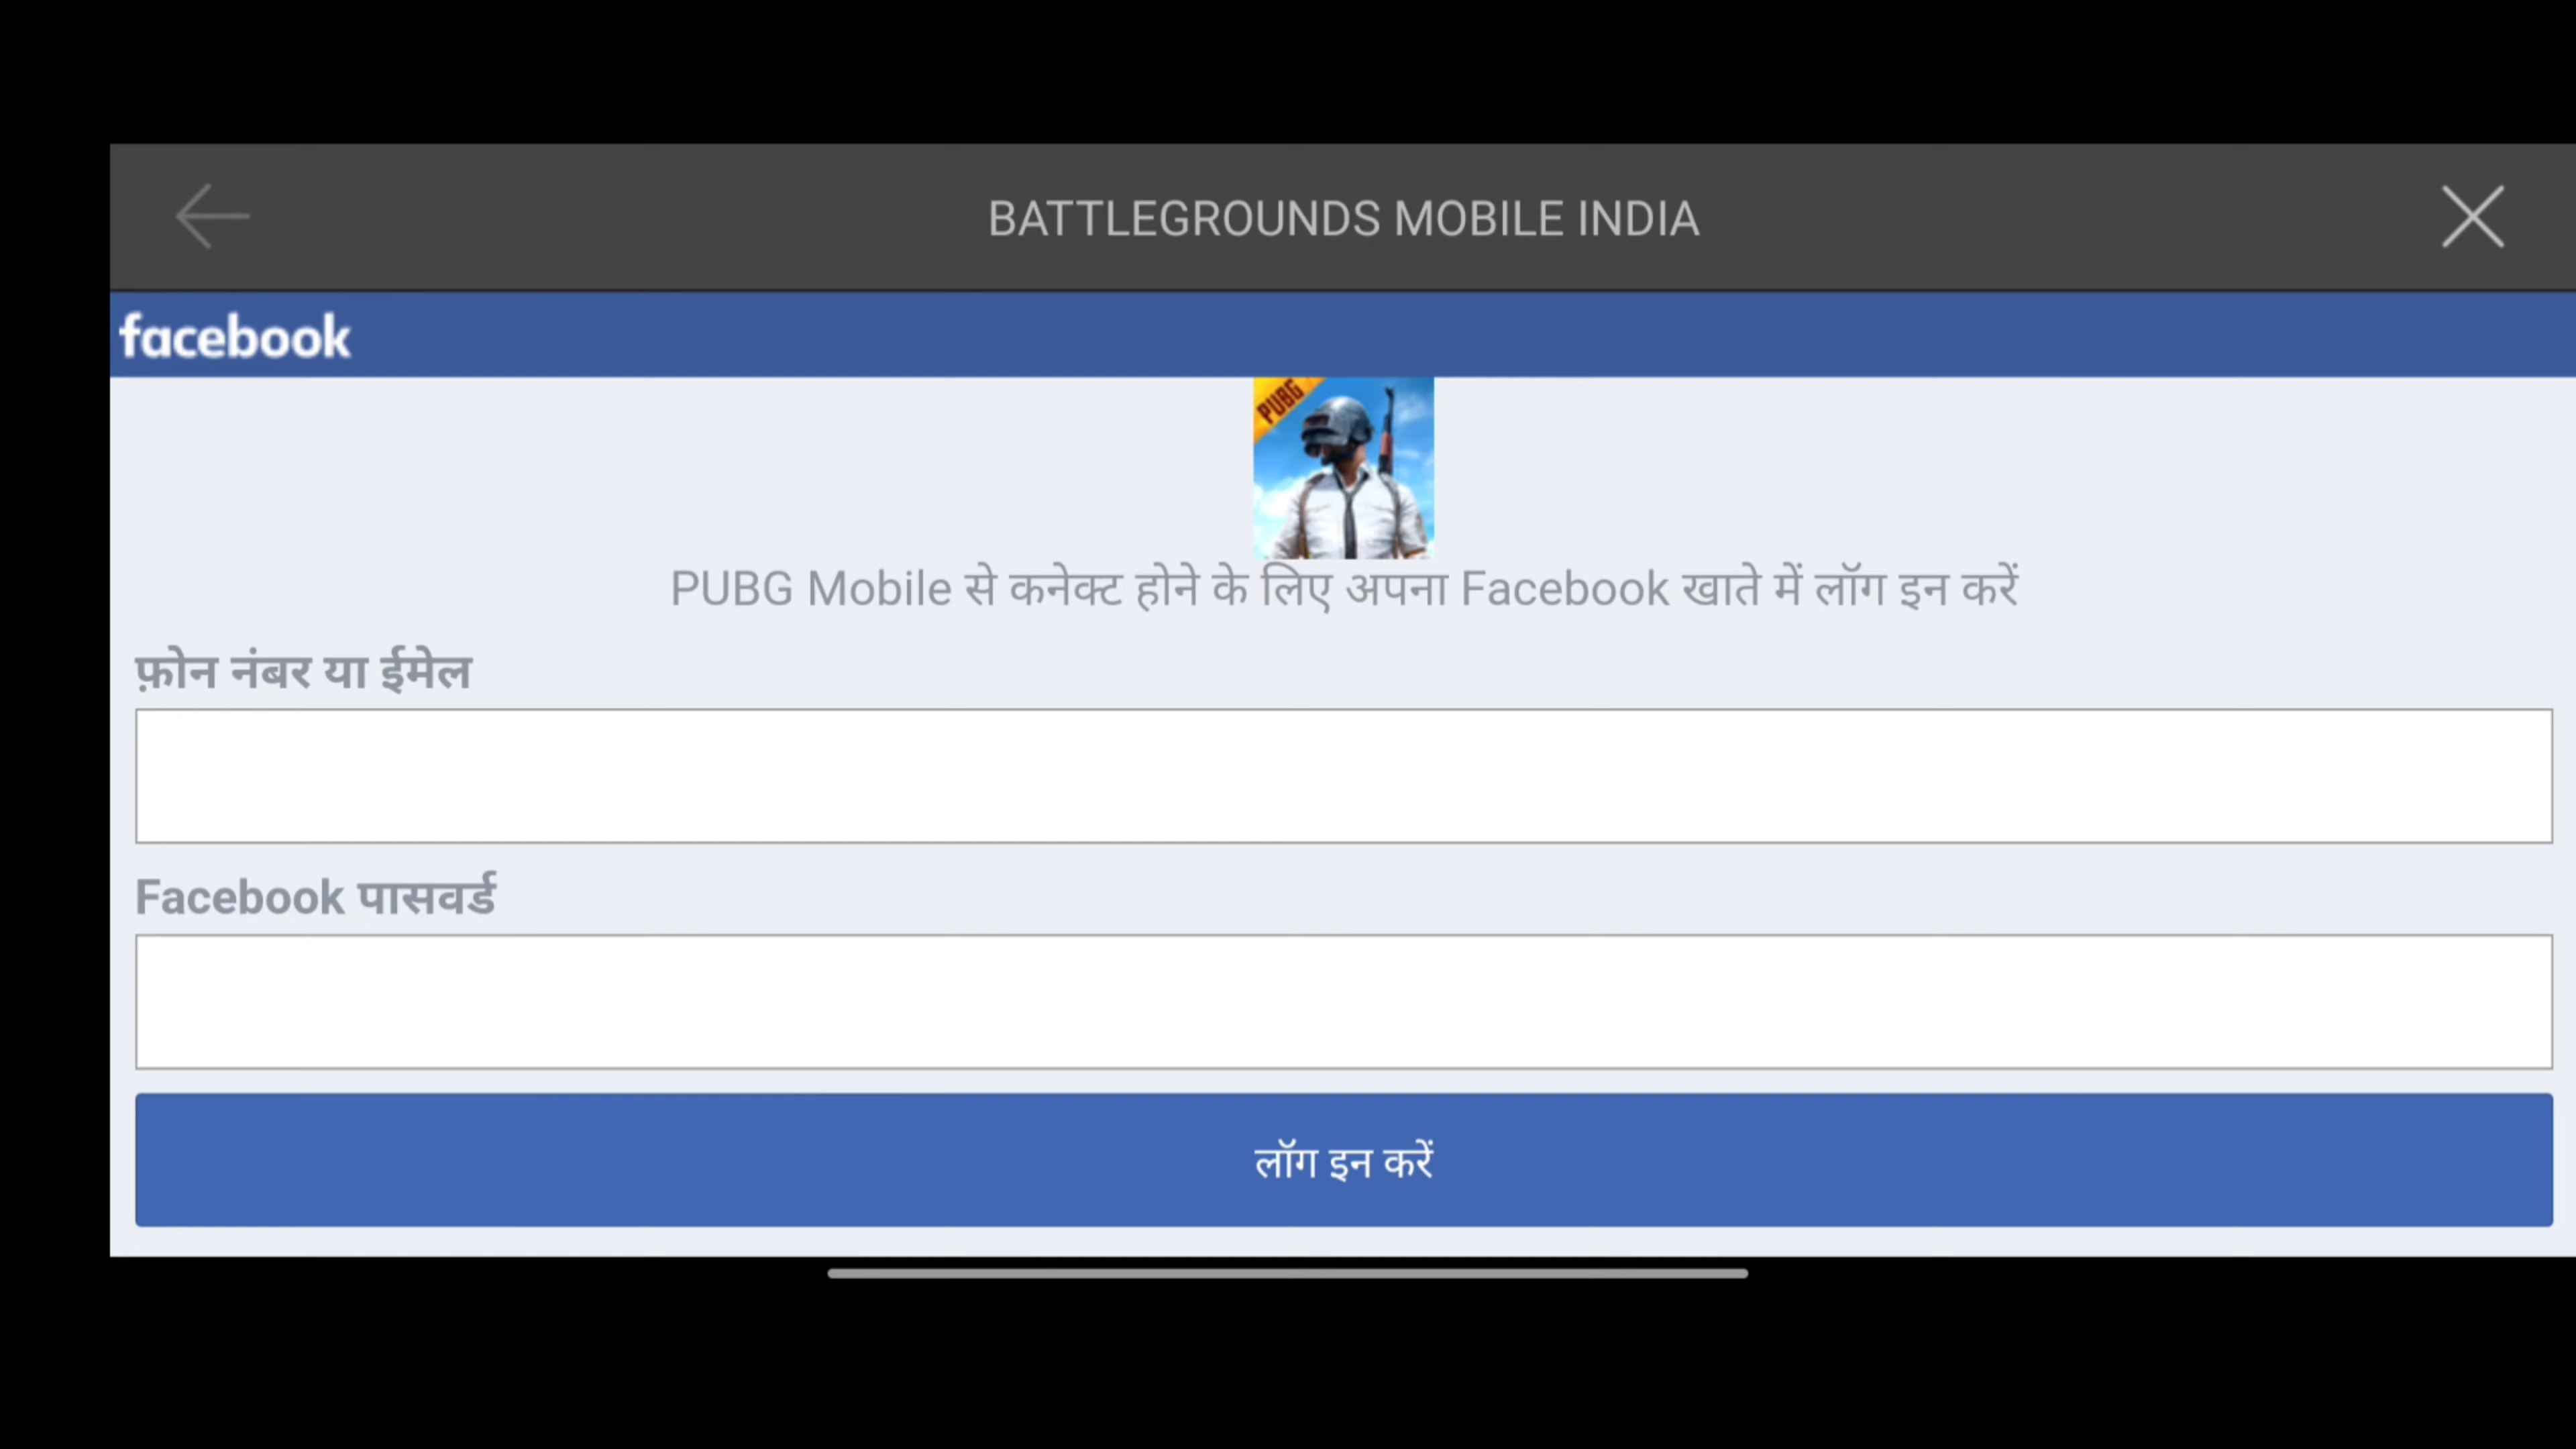 BATTLEGROUNDS MOBILE INDIA
facebook
PUBG
PUBG Mobile से कनेक्ट होने के लिए अपना Facebook खाते में लॉग इन करें
फ़ोन नंबर या ईमेल
Facebook पासवर्ड
लॉग इन करें